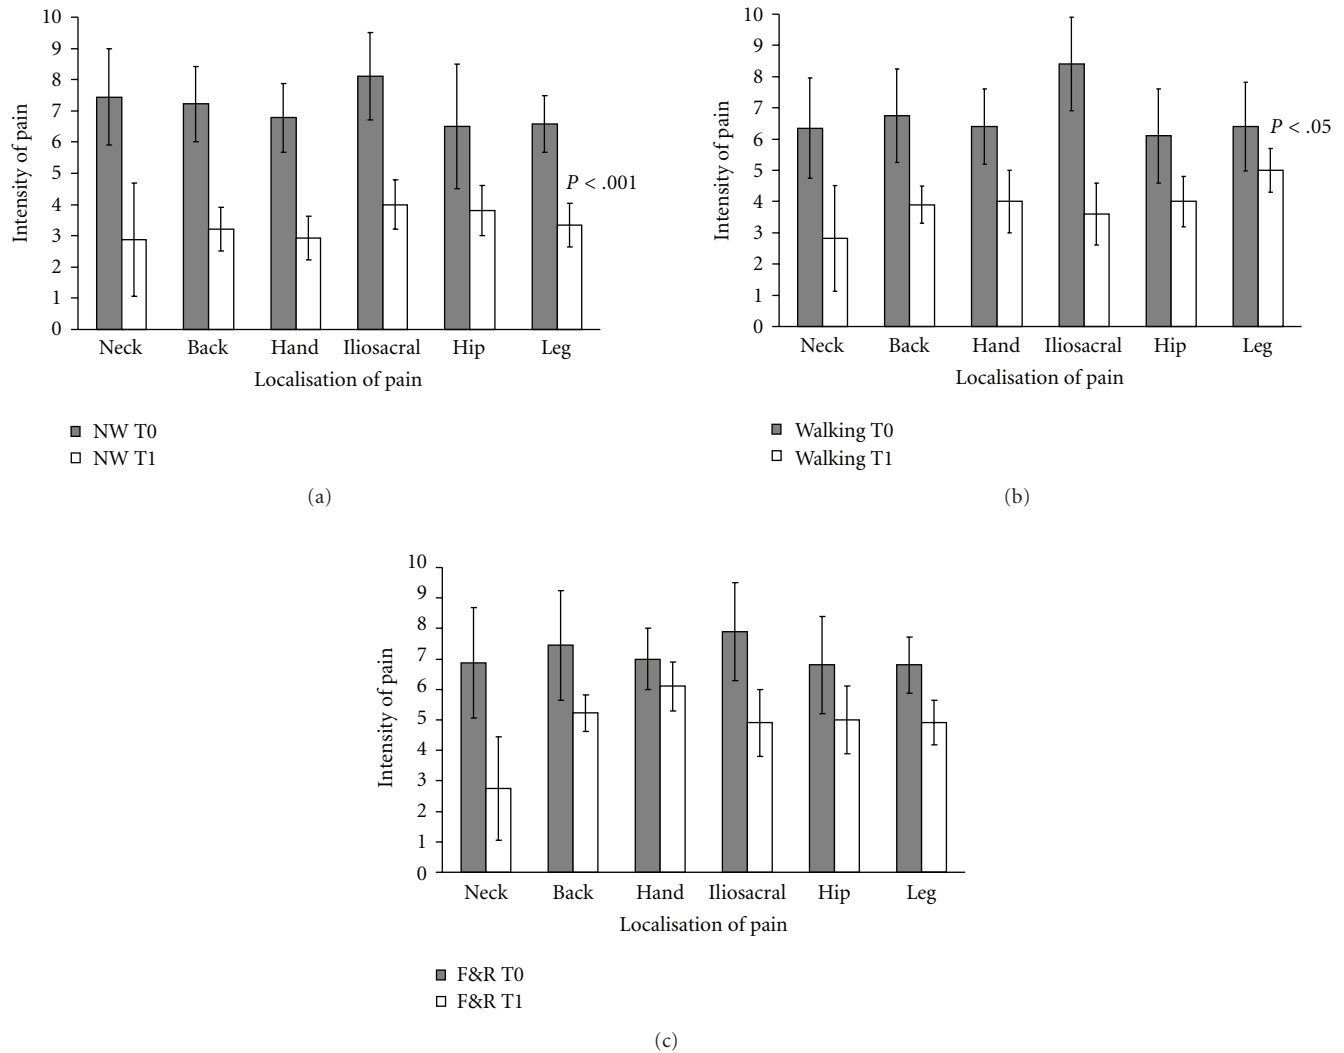 10
9
8
7
6
5
4
3
2
1
0
Intensity of pain
P < .001
Neck Back Hand Iliosacral Hip Leg
Localisation of pain
NW T0
NW T1
(a)
10
9
8
7
6
5
4
3
2
1
0
Intensity of pain
P < .05
Neck Back Hand Iliosacral Hip Leg
Localisation of pain
Walking T0
Walking T1
(b)
10
9
8
7
6
5
4
3
2
1
0
Intensity of pain
Neck Back Hand Iliosacral Hip Leg
Localisation of pain
F&R T0
F&R T1
(c)